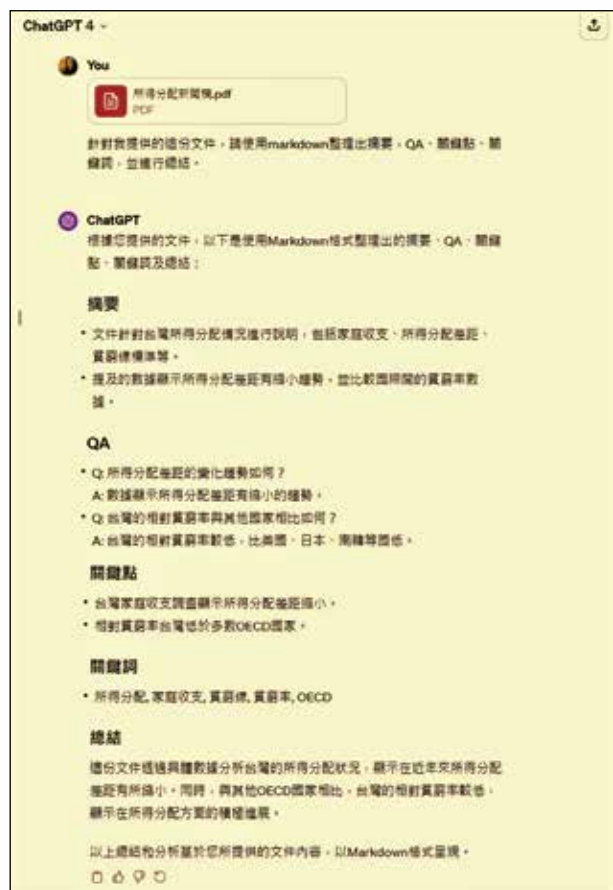 ChatGPT 4
You
所得分配新聞稿.pdf
PDF
針對我提供的這份文件，請使用markdown整理出摘要，QA、關鍵點、關
鍵詞，並進行總結。
ChatGPT
根據您提供的文件，以下是使用Markdown格式整理出的摘要、QA、關鍵
點、關鍵詞及總結：
摘要
• 文件針對台灣所得分配情況進行說明，包括家庭收支、所得分配差距、
貧窮線標準等。
• 提及的數據顯示所得分配差距有縮小趨勢，並比較國際間的貧窮率數
據。
QA
• Q: 所得分配差距的變化趨勢如何？
A: 數據顯示所得分配差距有縮小的趨勢。
• Q: 台灣的相對貧窮率與其他國家相比如何？
A: 台灣的相對貧窮率較低，比美國、日本、南韓等國低。
關鍵點
• 台灣家庭收支調查顯示所得分配差距縮小。
• 相對貧窮率台灣低於多數OECD國家。
關鍵詞
• 所得分配, 家庭收支, 貧窮線, 貧窮率, OECD
總結
這份文件透過具體數據分析台灣的所得分配狀況，顯示在近年來所得分配
差距有所縮小。同時，與其他OECD國家相比，台灣的相對貧窮率較低，
顯示在所得分配方面的積極進展。
以上總結和分析基於您所提供的文件內容，以Markdown格式呈現。